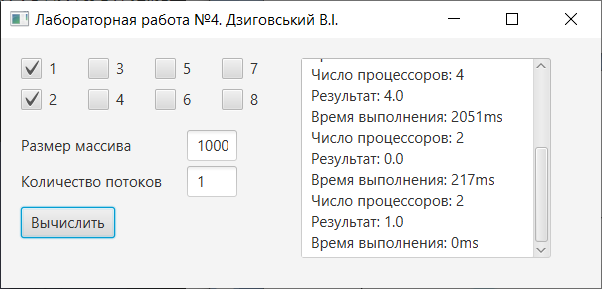 Лабораторная работа №4. Дзиговський В.І.
1 3 5 7
2 4 6 8
Размер массива 1000
Количество потоков 1
Вычислить
Число процессоров: 4
Результат: 4.0
Время выполнения: 2051ms
Число процессоров: 2
Результат: 0.0
Время выполнения: 217ms
Число процессоров: 2
Результат: 1.0
Время выполнения: 0ms